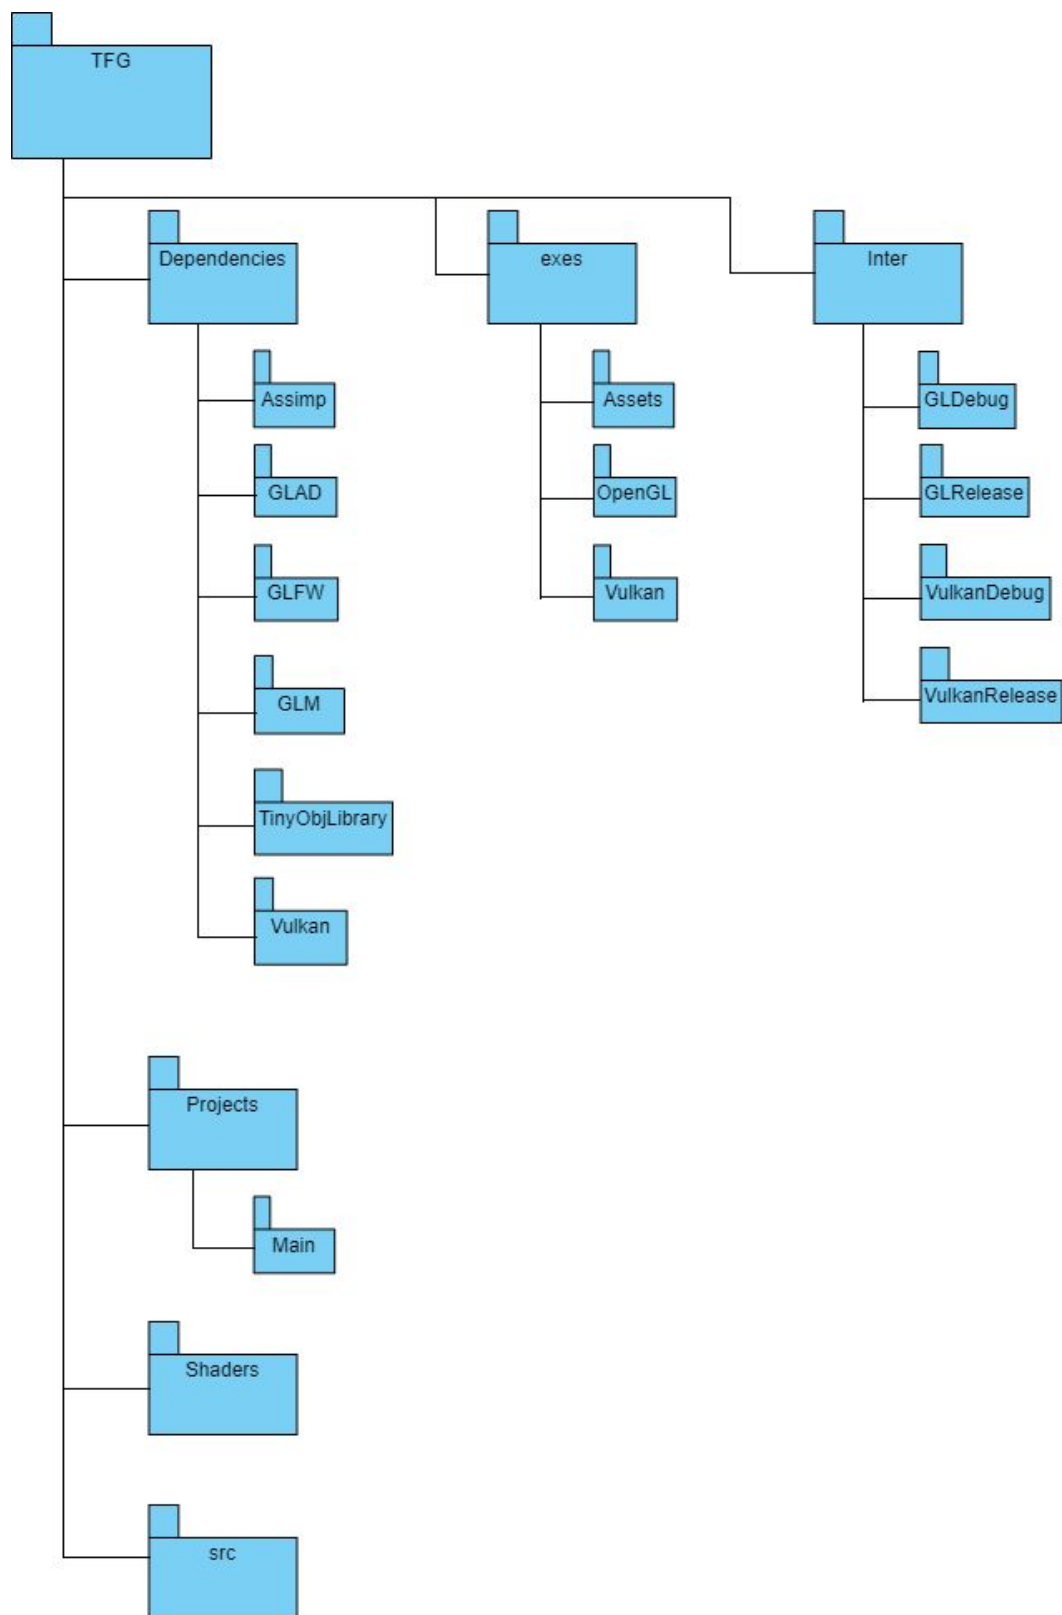 TFG
Dependencies
exes
Inter
Assimp
Assets
GLDebug
GLAD
OpenGL
GLRelease
GLFW
Vulkan
VulkanDebug
GLM
VulkanRelease
TinyObjLibrary
Vulkan
Projects
Main
Shaders
src